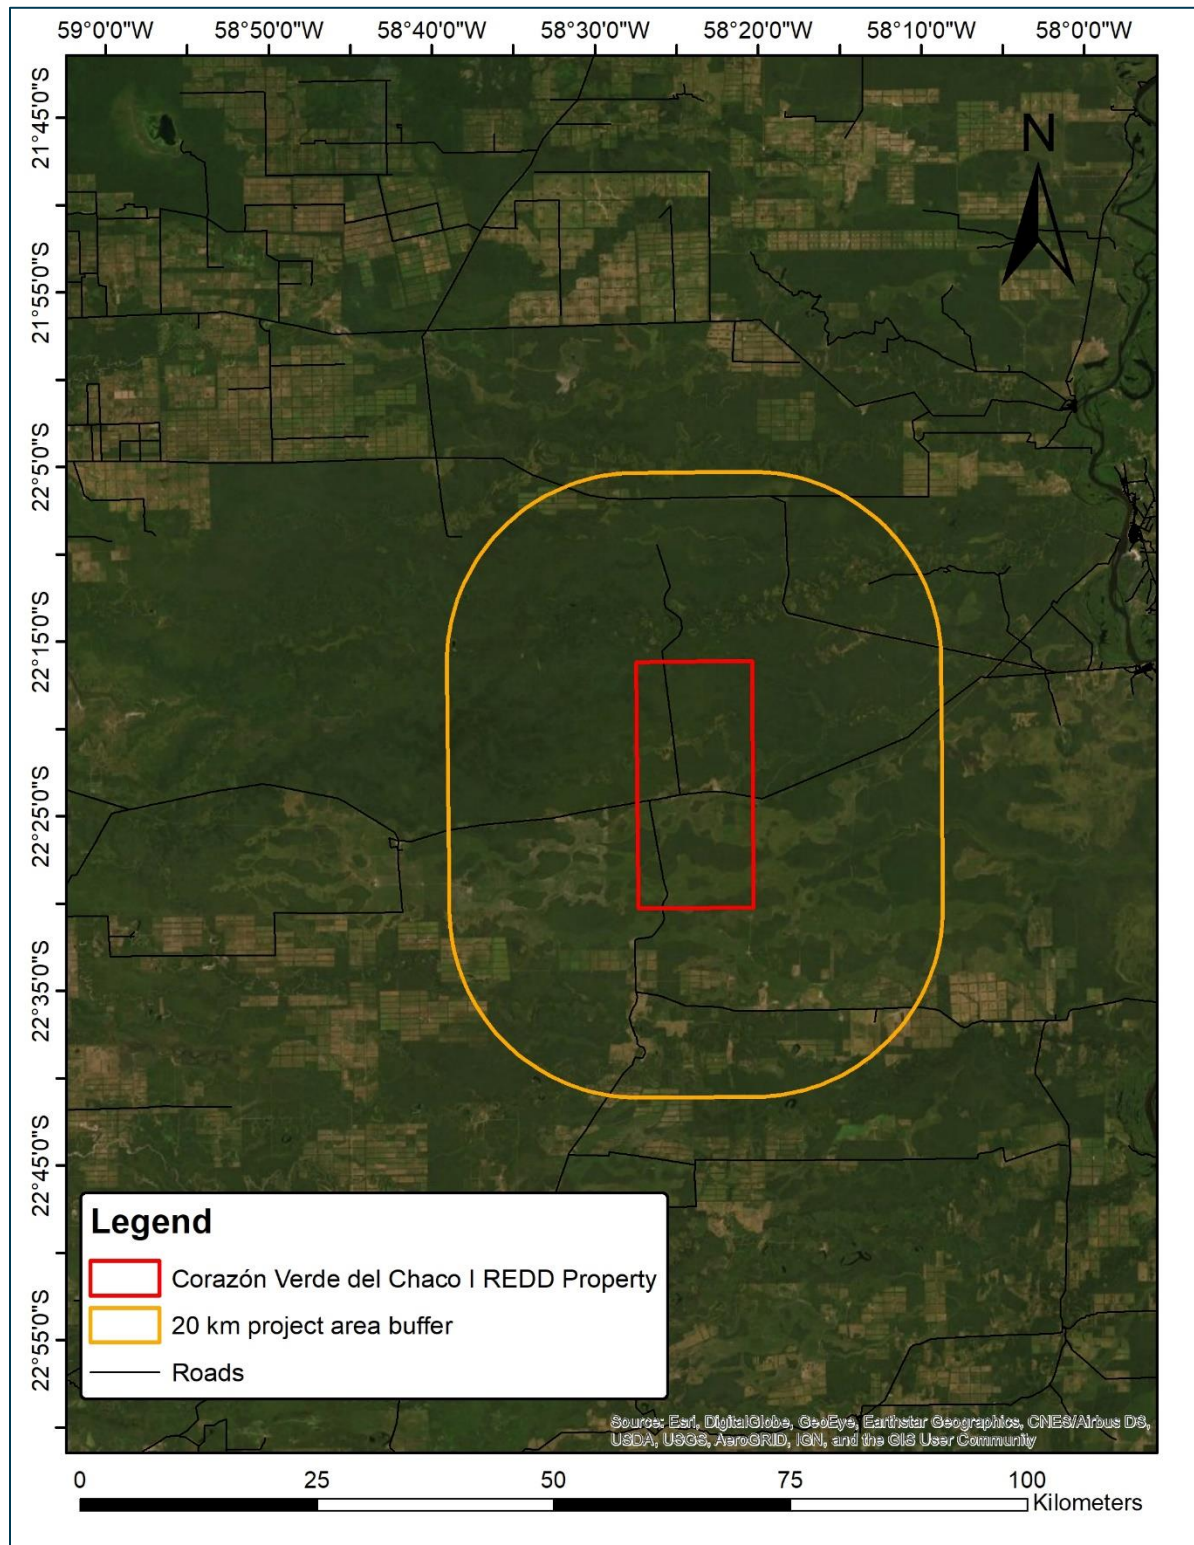 59°0'0"W 58°50'0"W 58°40'0"W 58°30'0"W 58°20'0"W 58°10'0"W 58°0'0"W
21°45'0"S
21°55'0"S
22°5'0"S
22°15'0"S
22°25'0"S
22°35'0"S
22°45'0"S
22°55'0"S
N
Legend
Corazón Verde del Chaco I REDD Property
20 km project area buffer
Roads
Source: Esri, DigitalGlobe, GeoEye, Earthstar Geographics, CNES/Airbus DS,
USDA, USGS, AeroGRID, IGN, and the GIS User Community
0 25 50 75 100
Kilometers